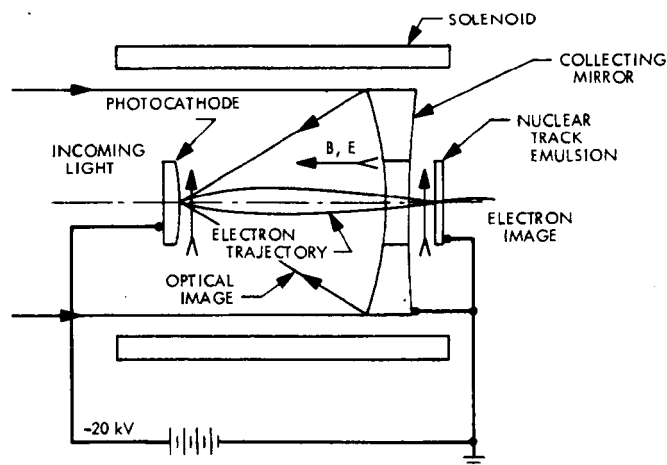 SOLENOID
COLLECTING
MIRROR
PHOTOCATHODE
NUCLEAR
TRACK
EMULSION
INCOMING
LIGHT
B, E
ELECTRON
IMAGE
ELECTRON
TRAJECTORY
OPTICAL
IMAGE
-20 kV